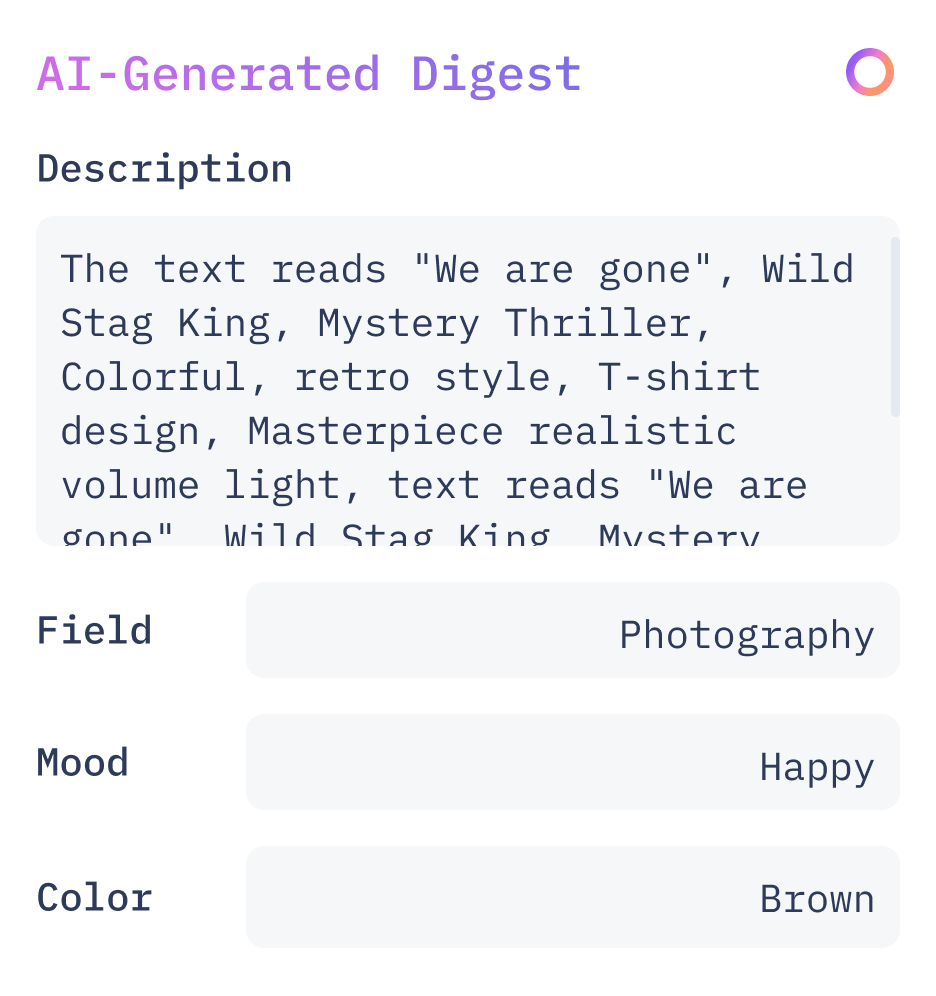 AI-Generated Digest
Description
The text reads "We are gone", Wild
Stag King, Mystery Thriller,
Colorful, retro style, T-shirt
design, Masterpiece realistic
volume light, text reads "We are
gone", Wild Stag King, Mystery
Field
Photography
Mood
Happy
Color
Brown